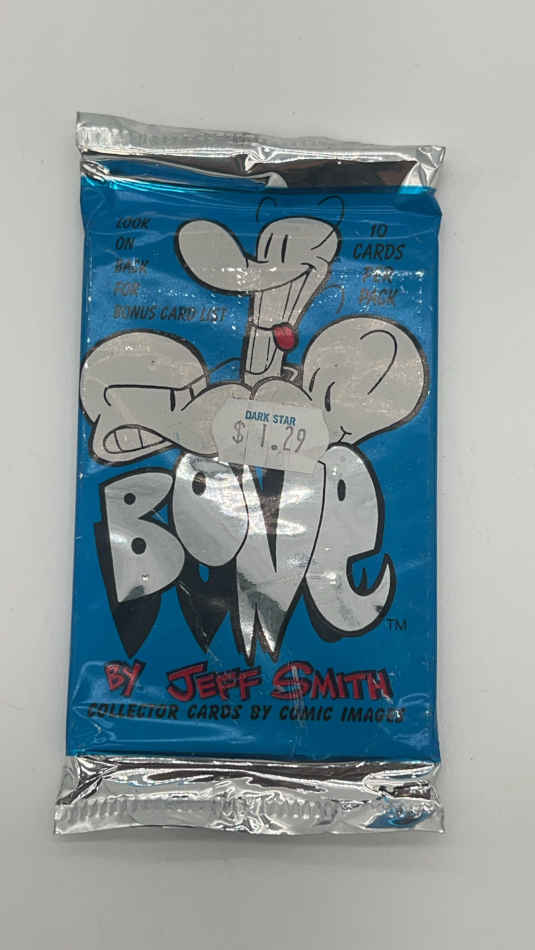 LOOK
ON
BACK
FOR
BONUS CARD LIST
10
CARDS
PER
PACK
DARK STAR
$ 1.29
BONE
TM
BY JEFF SMITH
COLLECTOR CARDS BY COMIC IMAGES